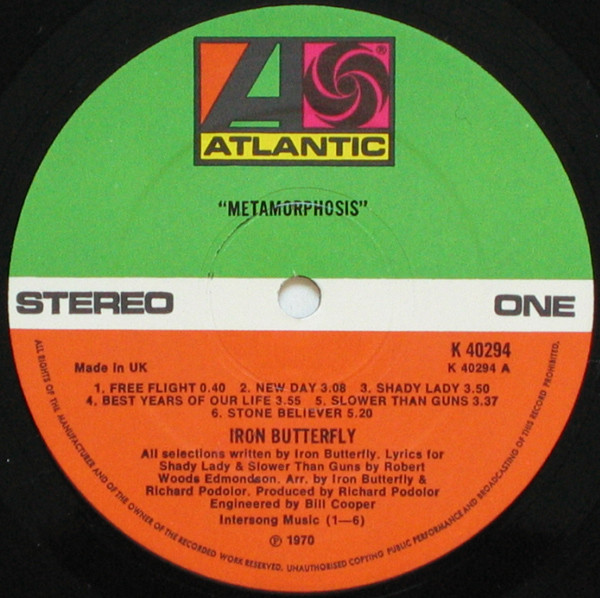 ATLANTIC
"METAMORPHOSIS"
STEREO ONE
K 40294
Made In UK K 40294 A
1. FREE FLIGHT 0.40 2. NEW DAY 3.08 3. SHADY LADY 3.50
4. BEST YEARS OF OUR LIFE 3.55 5. SLOWER THAN GUNS 3.37
6. STONE BELIEVER 5.20
IRON BUTTERFLY
All selections written by Iron Butterfly. Lyrics for
Shady Lady & Slower Than Guns by Robert
Woods Edmondson. Arr. by Iron Butterfly &
Richard Podolor. Produced by Richard Podolor
Engineered by Bill Cooper
Intersong Music (1—6)
℗ 1970
ALL RIGHTS OF THE MANUFACTURER AND OF THE OWNER OF THE RECORDED WORK RESERVED. UNAUTHORISED COPYING PUBLIC PERFORMANCE AND BROADCASTING OF THIS RECORD PROHIBITED.